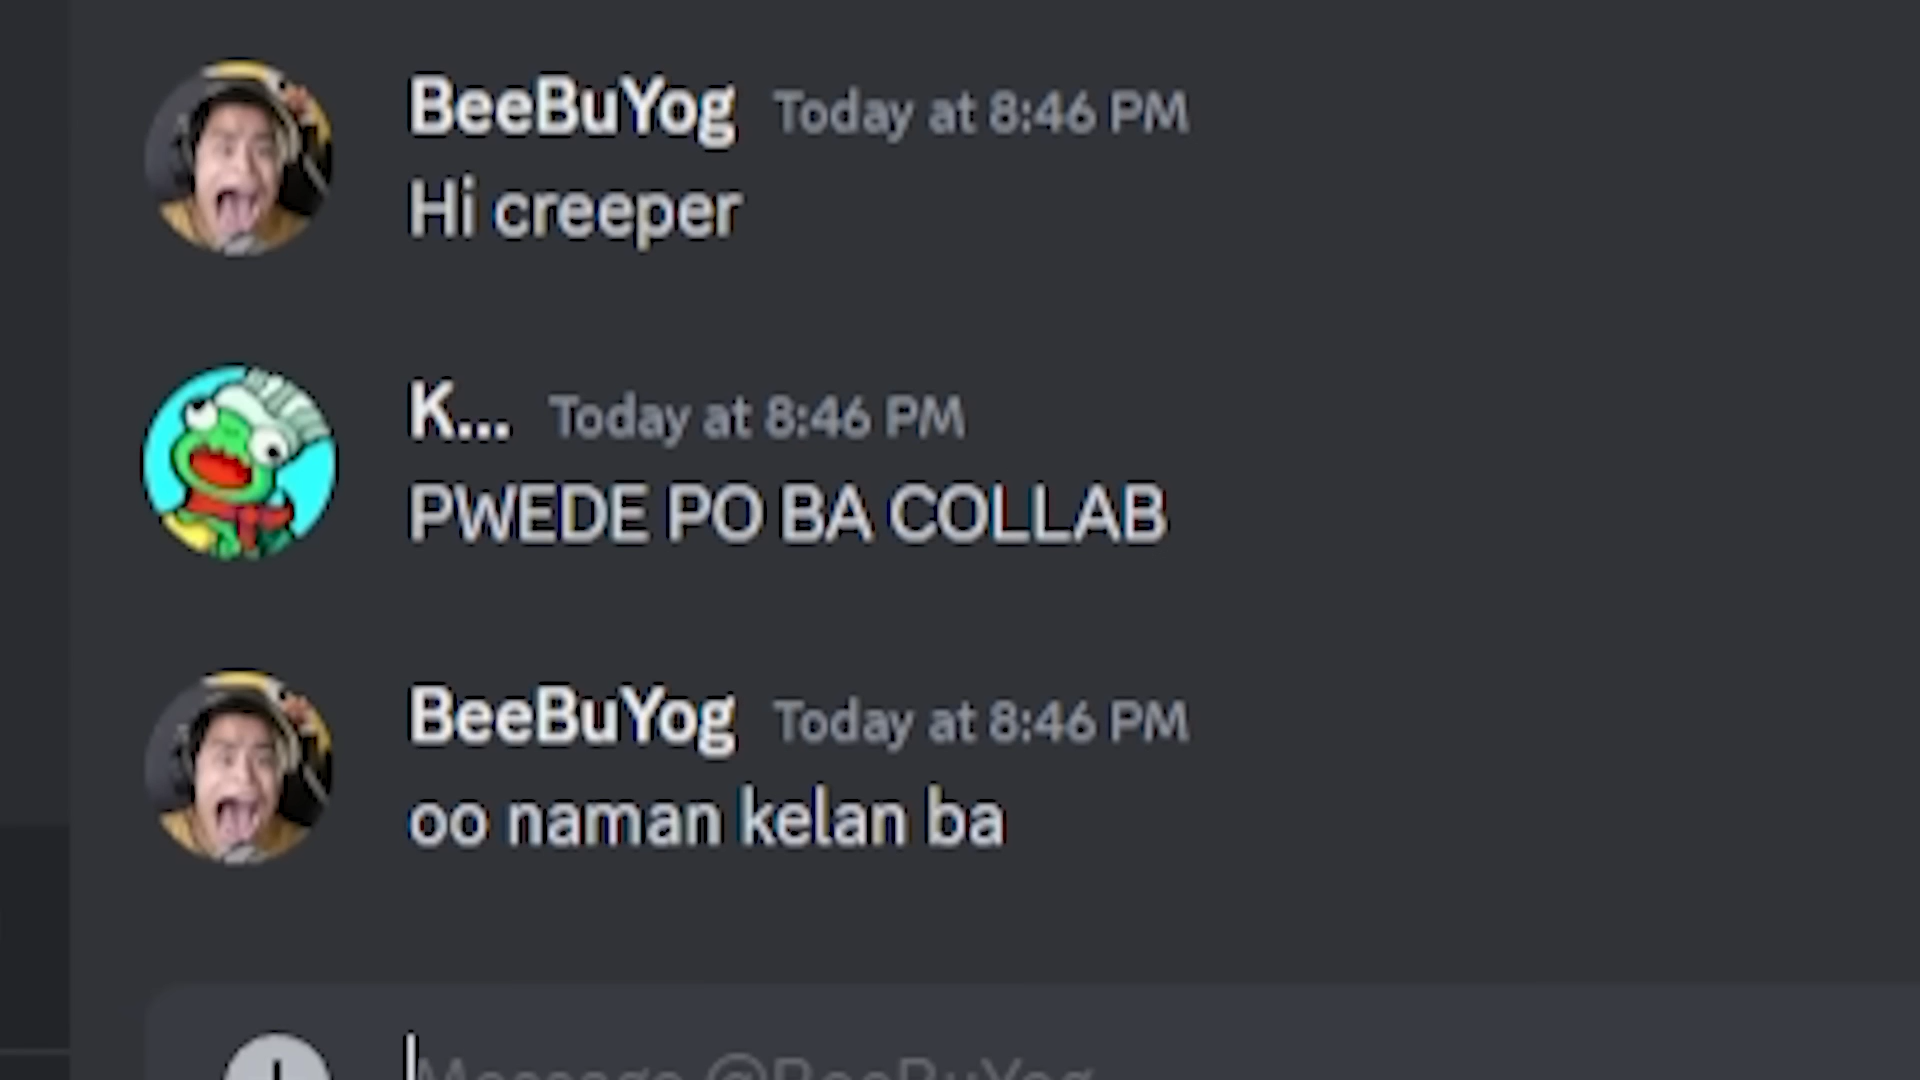 BeeBuYog Today at 8:46 PM
Hi creeper
K... Today at 8:46 PM
PWEDE PO BA COLLAB
BeeBuYog Today at 8:46 PM
oo naman kelan ba
Message @BeeBuYog